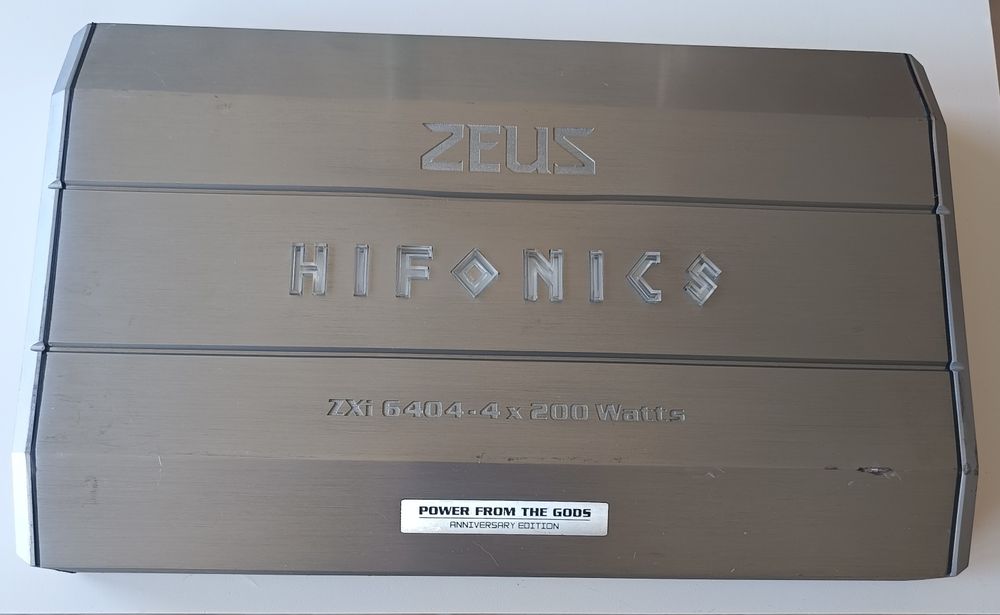 ZEUS
HIFONICS
ZXi 6404-4 x 200 Watts
POWER FROM THE GODS
ANNIVERSARY EDITION